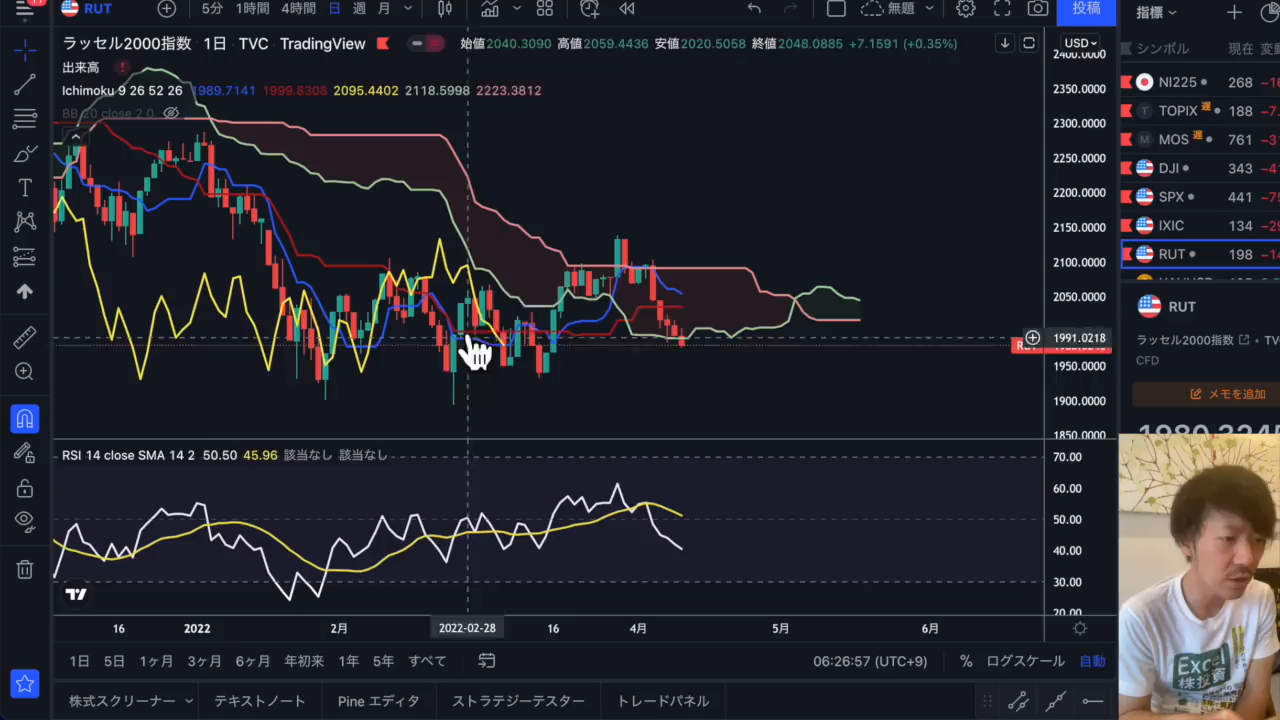 11
RUT
5分 1時間 4時間 日 週 月
無題
投稿
指標
ラッセル2000指数 · 1日 · TVC TradingView
始値2040.3090 高値2059.4436 安値2020.5058 終値2048.0885 +7.1591 (+0.35%)
USD
出来高
Ichimoku 9 26 52 26 1989.7141 1999.8308 2095.4402 2118.5998 2223.3812
BB 20 close 2 0
2400.0000
2350.0000
2300.0000
2250.0000
2200.0000
2150.0000
2100.0000
2050.0000
1991.0218
1950.0000
1900.0000
1850.0000
シンボル 現在
NI225 268
TOPIX 遅 188
MOS 遅 761
DJI 343
SPX 441
IXIC 134
RUT 198
RUT
ラッセル2000指数
CFD
メモを追加
RSI 14 close SMA 14 2 50.50 45.96 該当なし 該当なし
70.00
60.00
50.00
40.00
30.00
20.00
16 2022 2月 2022-02-28 16 4月 5月 6月
1日 5日 1ヶ月 3ヶ月 6ヶ月 年初来 1年 5年 すべて
06:26:57 (UTC+9) % ログスケール 自動
株式スクリーナー テキストノート Pine エディタ ストラテジーテスター トレードパネル
Excel
株投資